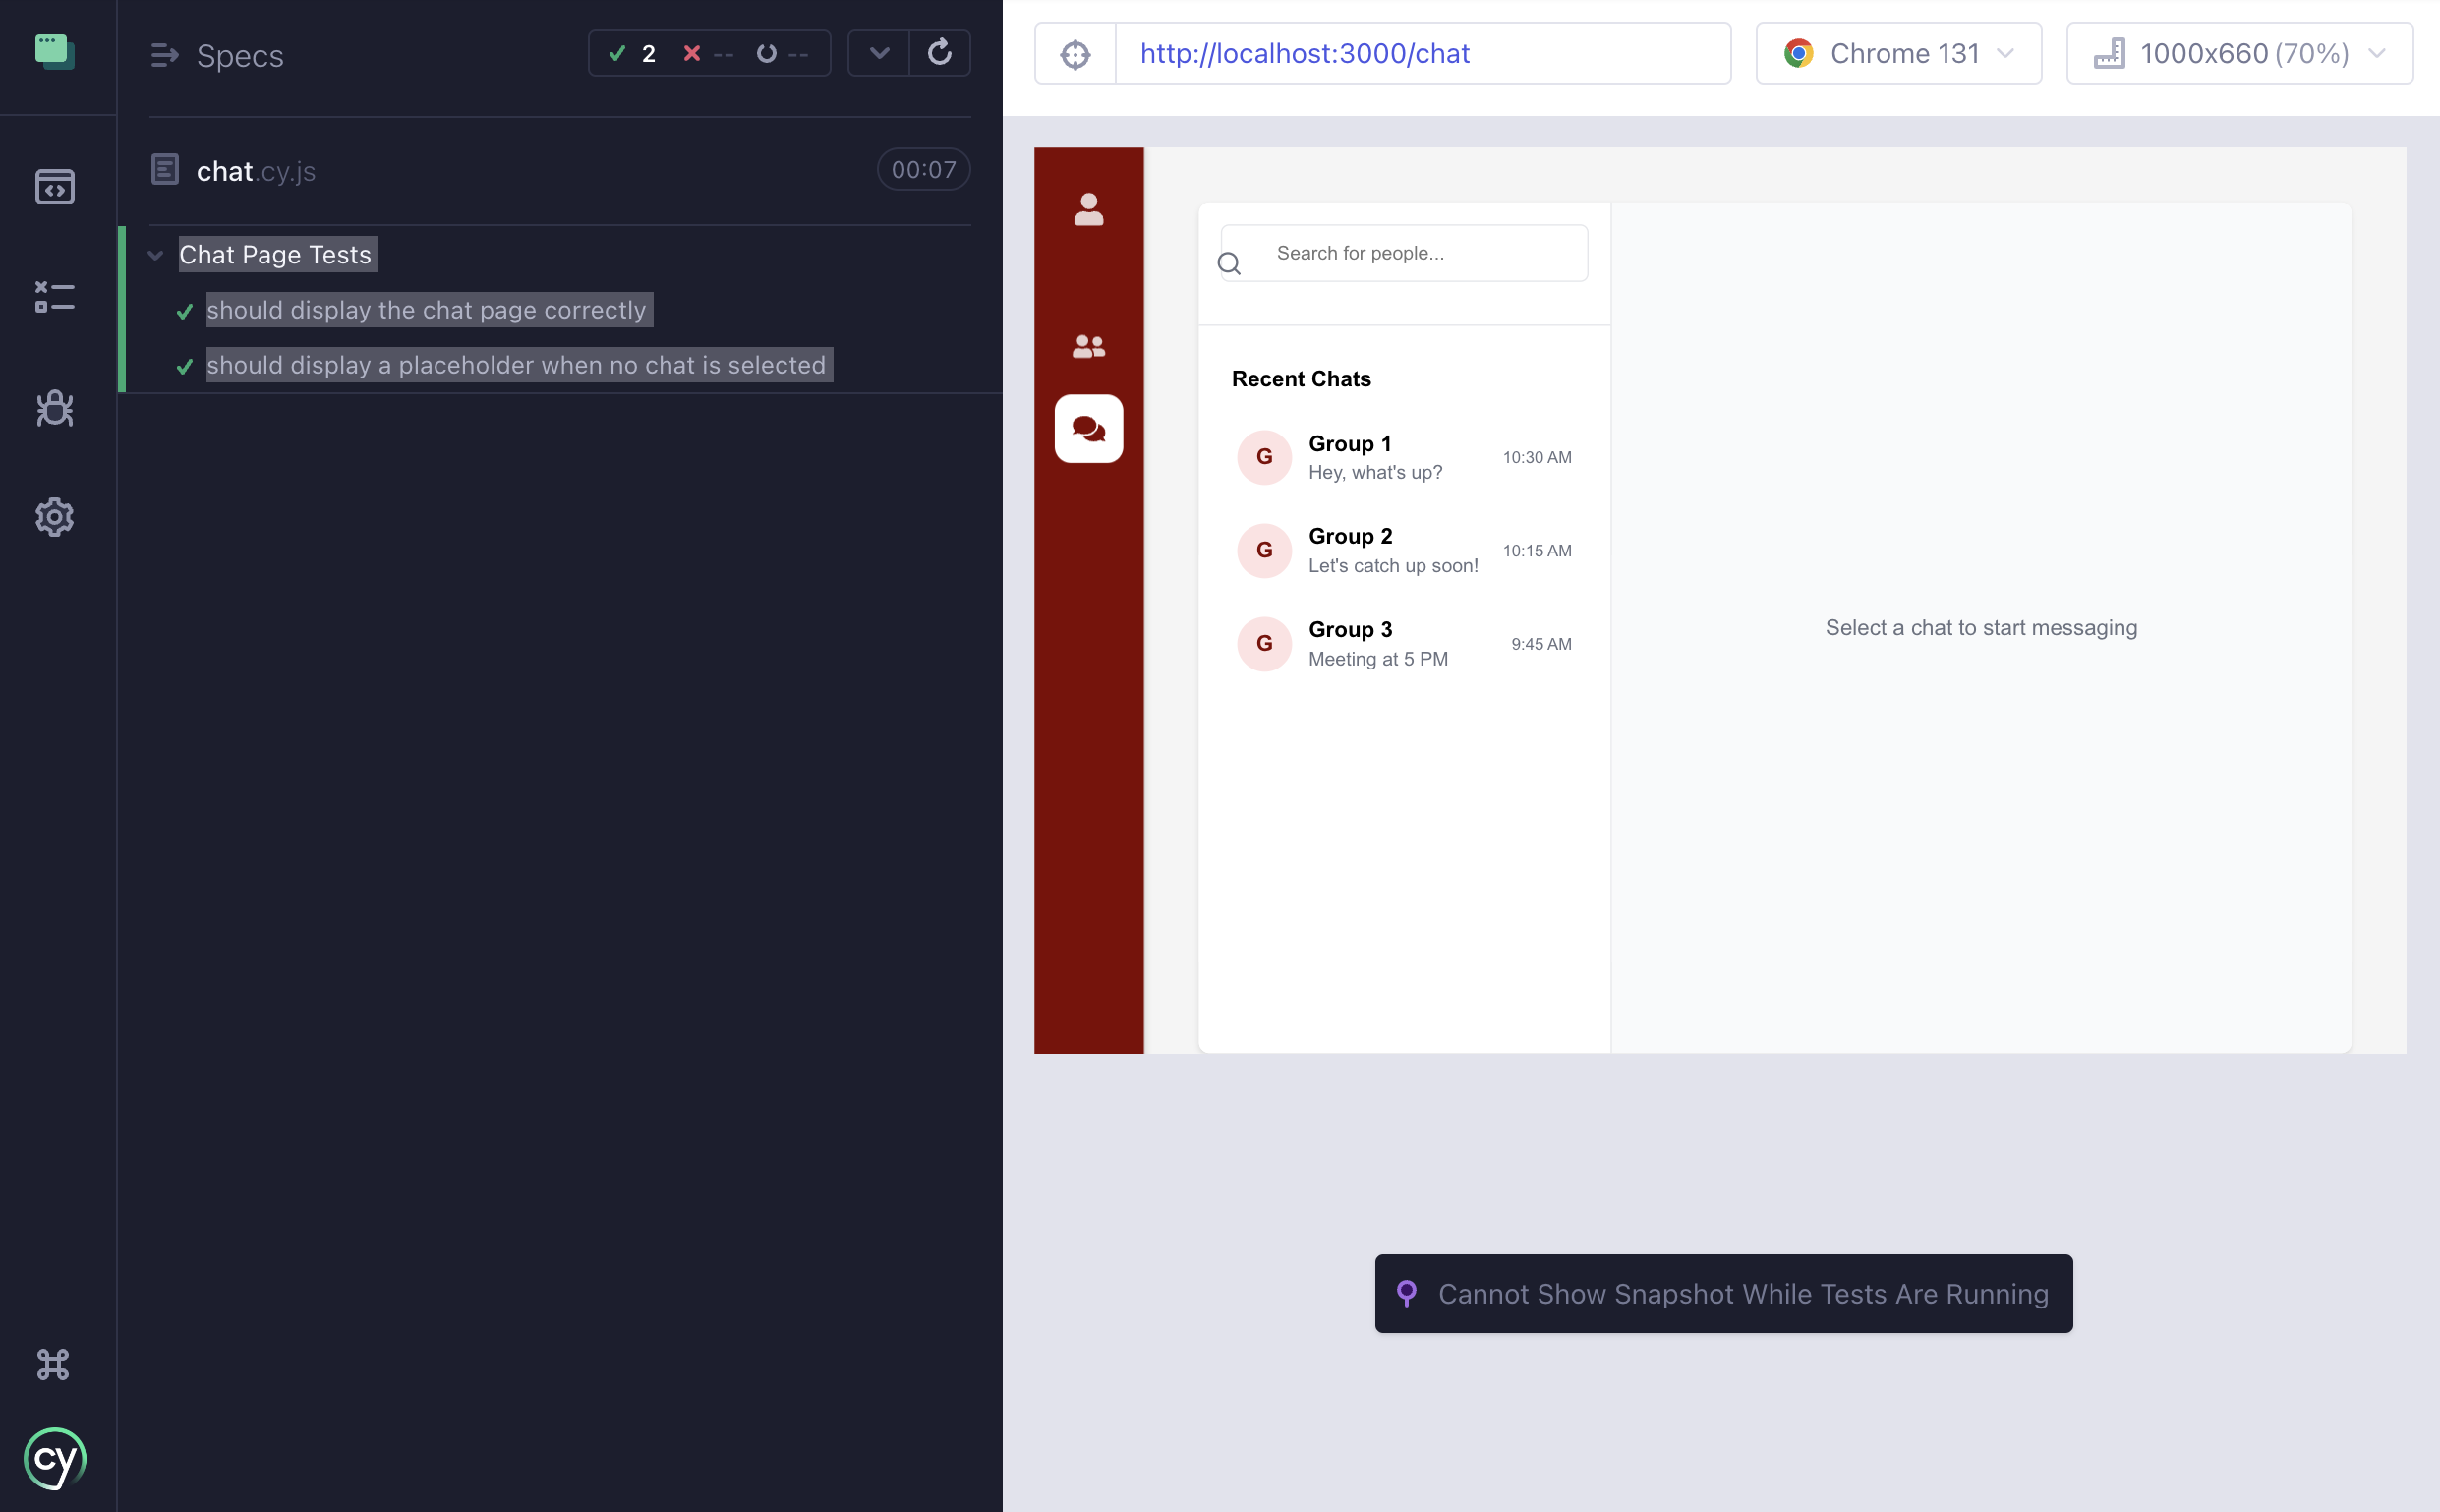 Specs
2 -- --
chat.cy.js
00:07
Chat Page Tests
should display the chat page correctly
should display a placeholder when no chat is selected
cy
http://localhost:3000/chat
Chrome 131
1000x660 (70%)
Search for people...
Recent Chats
G
Group 1
Hey, what's up?
10:30 AM
G
Group 2
Let's catch up soon!
10:15 AM
G
Group 3
Meeting at 5 PM
9:45 AM
Select a chat to start messaging
Cannot Show Snapshot While Tests Are Running